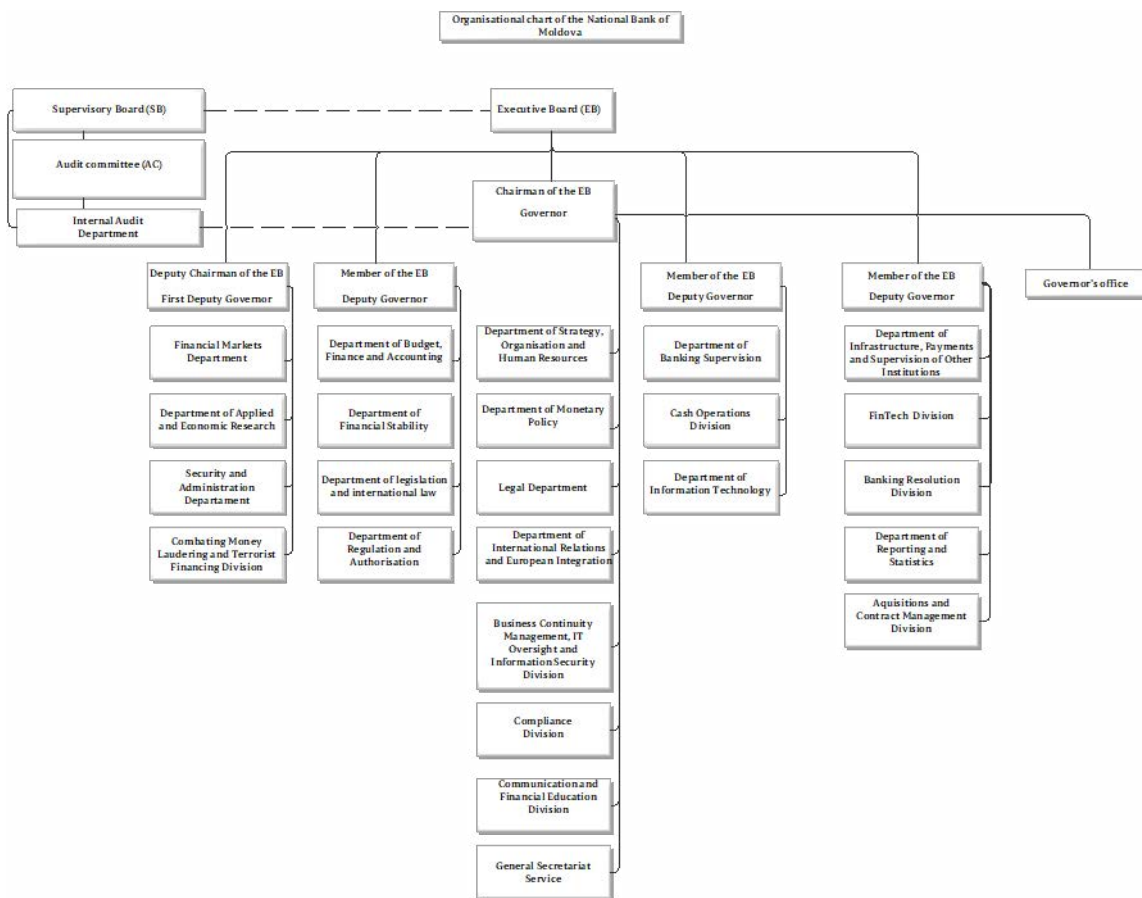 Organisational chart of the National Bank of
Moldova
Supervisory Board (SB)
Executive Board (EB)
Audit committee (AC)
Chairman of the EB
Governor
Internal Audit
Department
Deputy Chairman of the EB
First Deputy Governor
Member of the EB
Deputy Governor
Member of the EB
Deputy Governor
Member of the EB
Deputy Governor
Governor's office
Financial Markets
Department
Department of Applied
and Economic Research
Security and
Administration
Departament
Combating Money
Laudering and Terrorist
Financing Division
Department of Budget,
Finance and Accounting
Department of
Financial Stability
Department of legislation
and international law
Department of
Regulation and
Authorisation
Department of Strategy,
Organisation and
Human Resources
Department of Monetary
Policy
Legal Department
Department of
International Relations
and European Integration
Business Continuity
Management, IT
Oversight and
Information Security
Division
Compliance
Division
Communication and
Financial Education
Division
General Secretariat
Service
Department of
Banking Supervision
Cash Operations
Division
Department of
Information Technology
Department of
Infrastructure, Payments
and Supervision of Other
Institutions
FinTech Division
Banking Resolution
Division
Department of
Reporting and
Statistics
Aquisitions and
Contract Management
Division